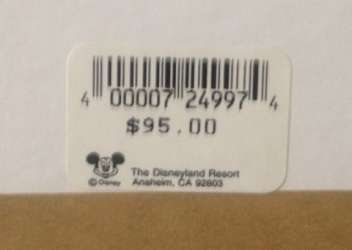 4 00007 24997 4
$95.00
The Disneyland Resort
© Disney Anaheim, CA 92803